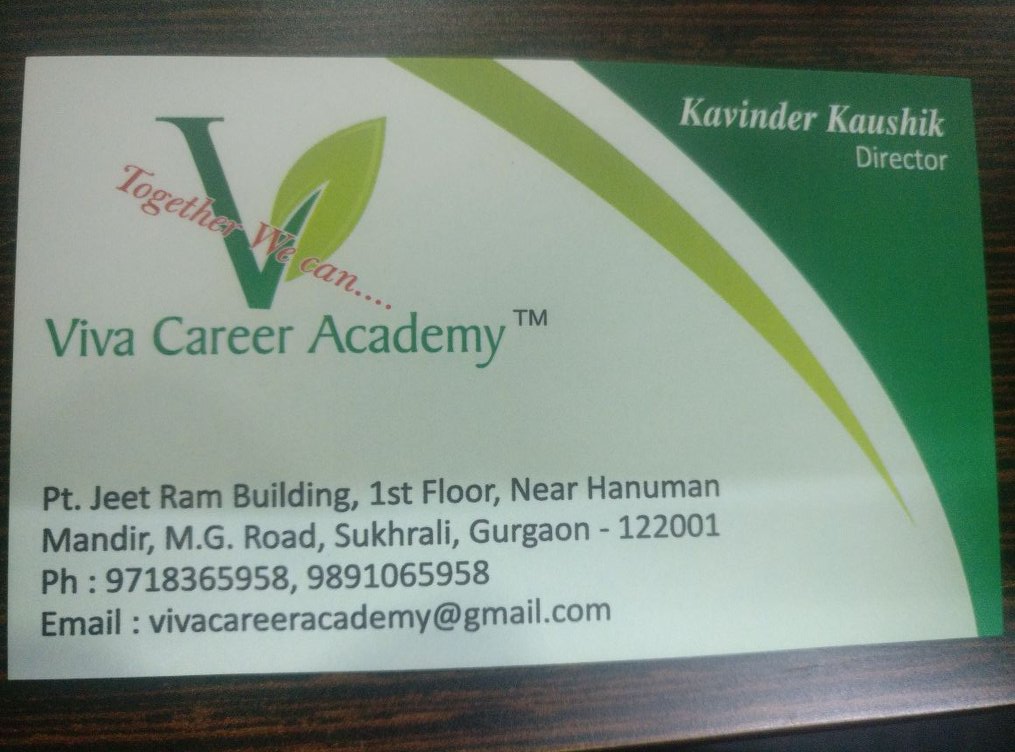 Kavinder Kaushik
Director
V
Together We can....
Viva Career Academy™
Pt. Jeet Ram Building, 1st Floor, Near Hanuman
Mandir, M.G. Road, Sukhrali, Gurgaon - 122001
Ph : 9718365958, 9891065958
Email : vivacareeracademy@gmail.com